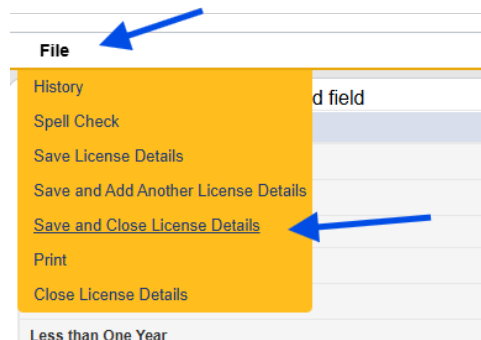 File
History
d field
Spell Check
Save License Details
Save and Add Another License Details
Save and Close License Details
Print
Close License Details
Less than One Year